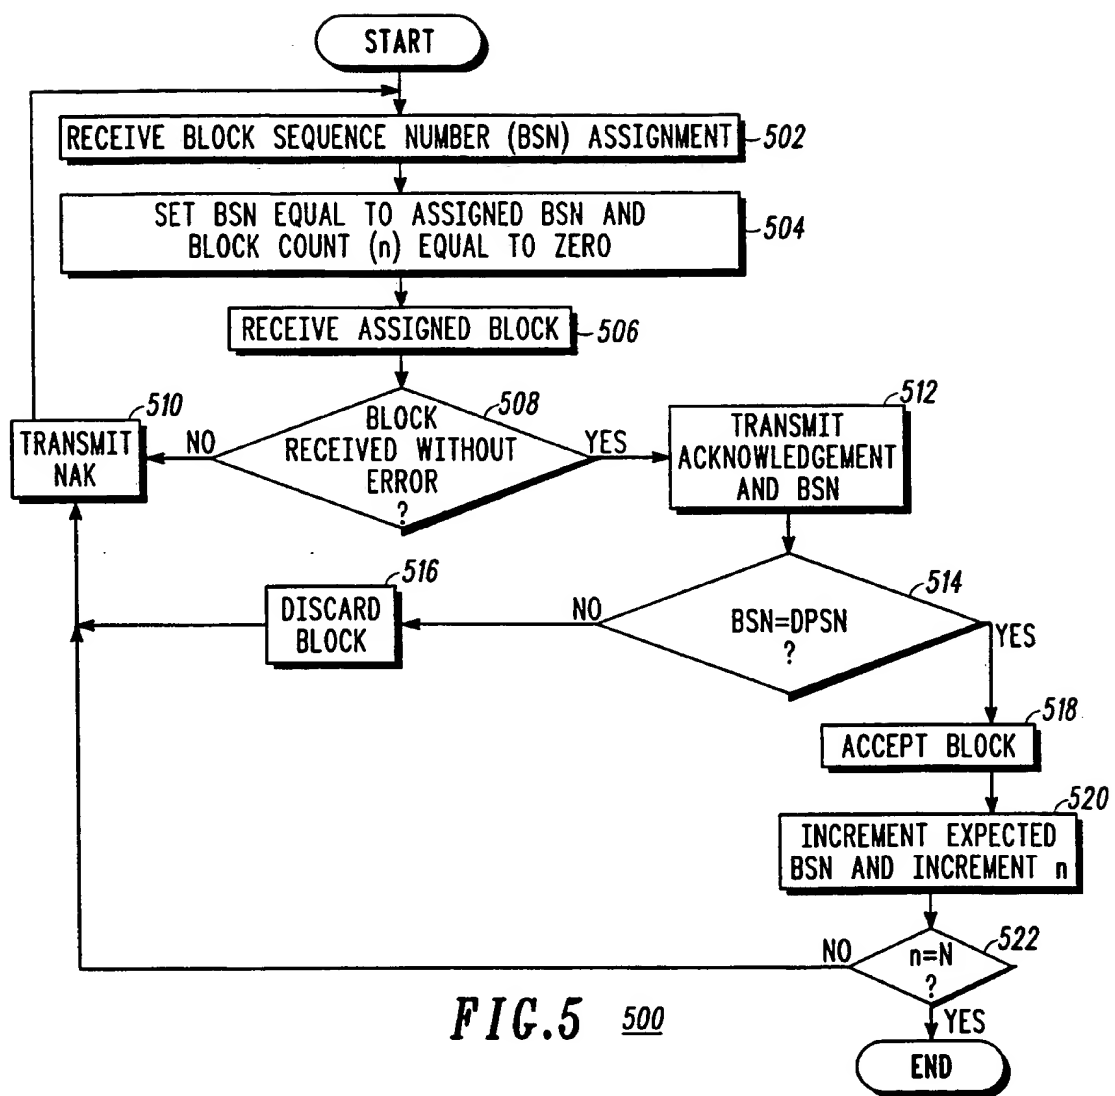 START
RECEIVE BLOCK SEQUENCE NUMBER (BSN) ASSIGNMENT
502
SET BSN EQUAL TO ASSIGNED BSN AND
BLOCK COUNT (n) EQUAL TO ZERO
504
RECEIVE ASSIGNED BLOCK
506
510
TRANSMIT
NAK
NO
508
BLOCK
RECEIVED WITHOUT
ERROR
?
YES
512
TRANSMIT
ACKNOWLEDGEMENT
AND BSN
516
DISCARD
BLOCK
NO
514
BSN=DPSN
?
YES
518
ACCEPT BLOCK
520
INCREMENT EXPECTED
BSN AND INCREMENT n
NO
522
n=N
?
YES
END
FIG.5 500